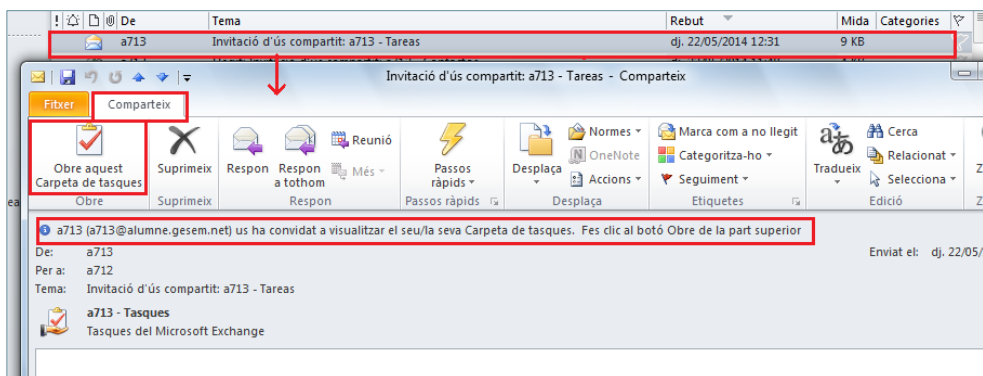 ! De Tema Rebut Mida Categories
a713 Invitació d'ús compartit: a713 - Tareas dj. 22/05/2014 12:31 9 KB
Invitació d'ús compartit: a713 - Tareas - Comparteix
Fitxer Comparteix
Obre aquest Carpeta de tasques
Suprimeix
Respon
Respon a tothom
Reunió
Més
Passos ràpids
Desplaça
Normes
OneNote
Accions
Marca com a no llegit
Categoritza-ho
Seguiment
Tradueix
Cerca
Relacionat
Selecciona
Z
Obre Suprimeix Respon Passos ràpids Desplaça Etiquetes Edició Z
a713 (a713@alumne.gesem.net) us ha convidat a visualitzar el seu/la seva Carpeta de tasques. Fes clic al botó Obre de la part superior
De: a713 Enviat el: dj. 22/05/
Per a: a712
Tema: Invitació d'ús compartit: a713 - Tareas
a713 - Tasques
Tasques del Microsoft Exchange